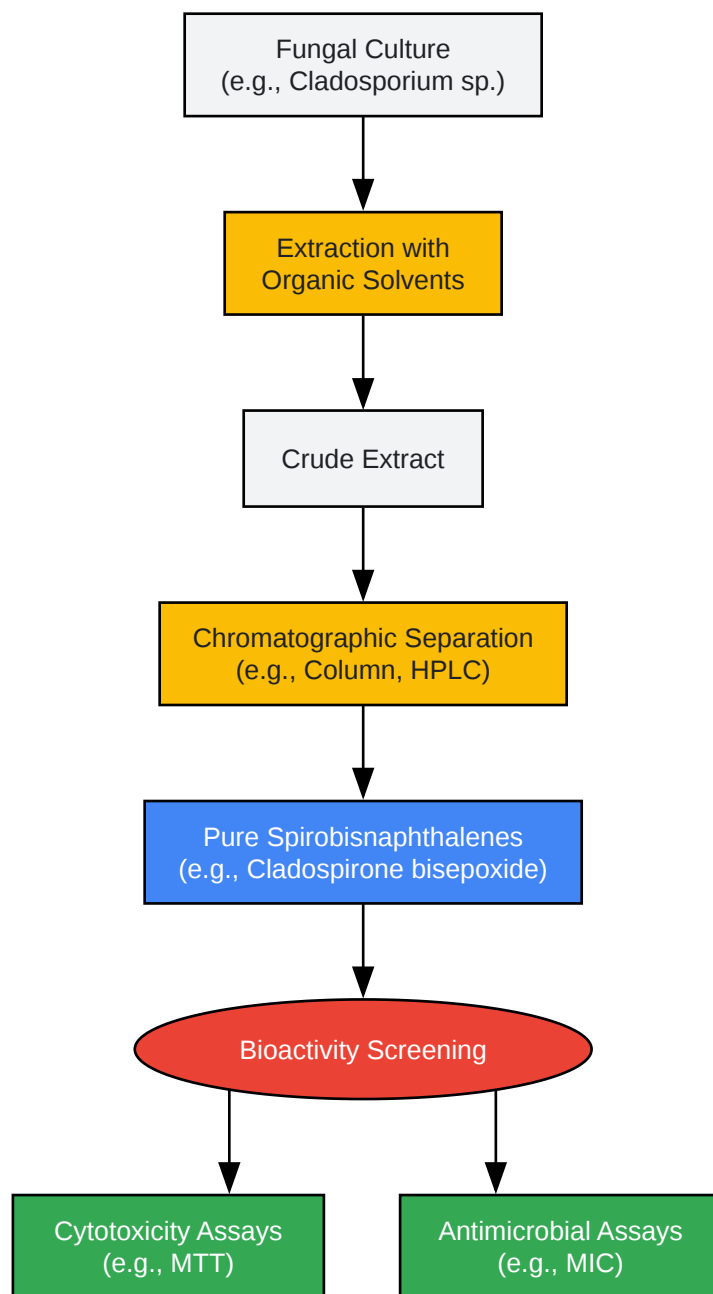 Fungal Culture
(e.g., Cladosporium sp.)
Extraction with
Organic Solvents
Crude Extract
Chromatographic Separation
(e.g., Column, HPLC)
Pure Spirobisnaphthalenes
(e.g., Cladospirone bisepoxide)
Bioactivity Screening
Cytotoxicity Assays
(e.g., MTT)
Antimicrobial Assays
(e.g., MIC)